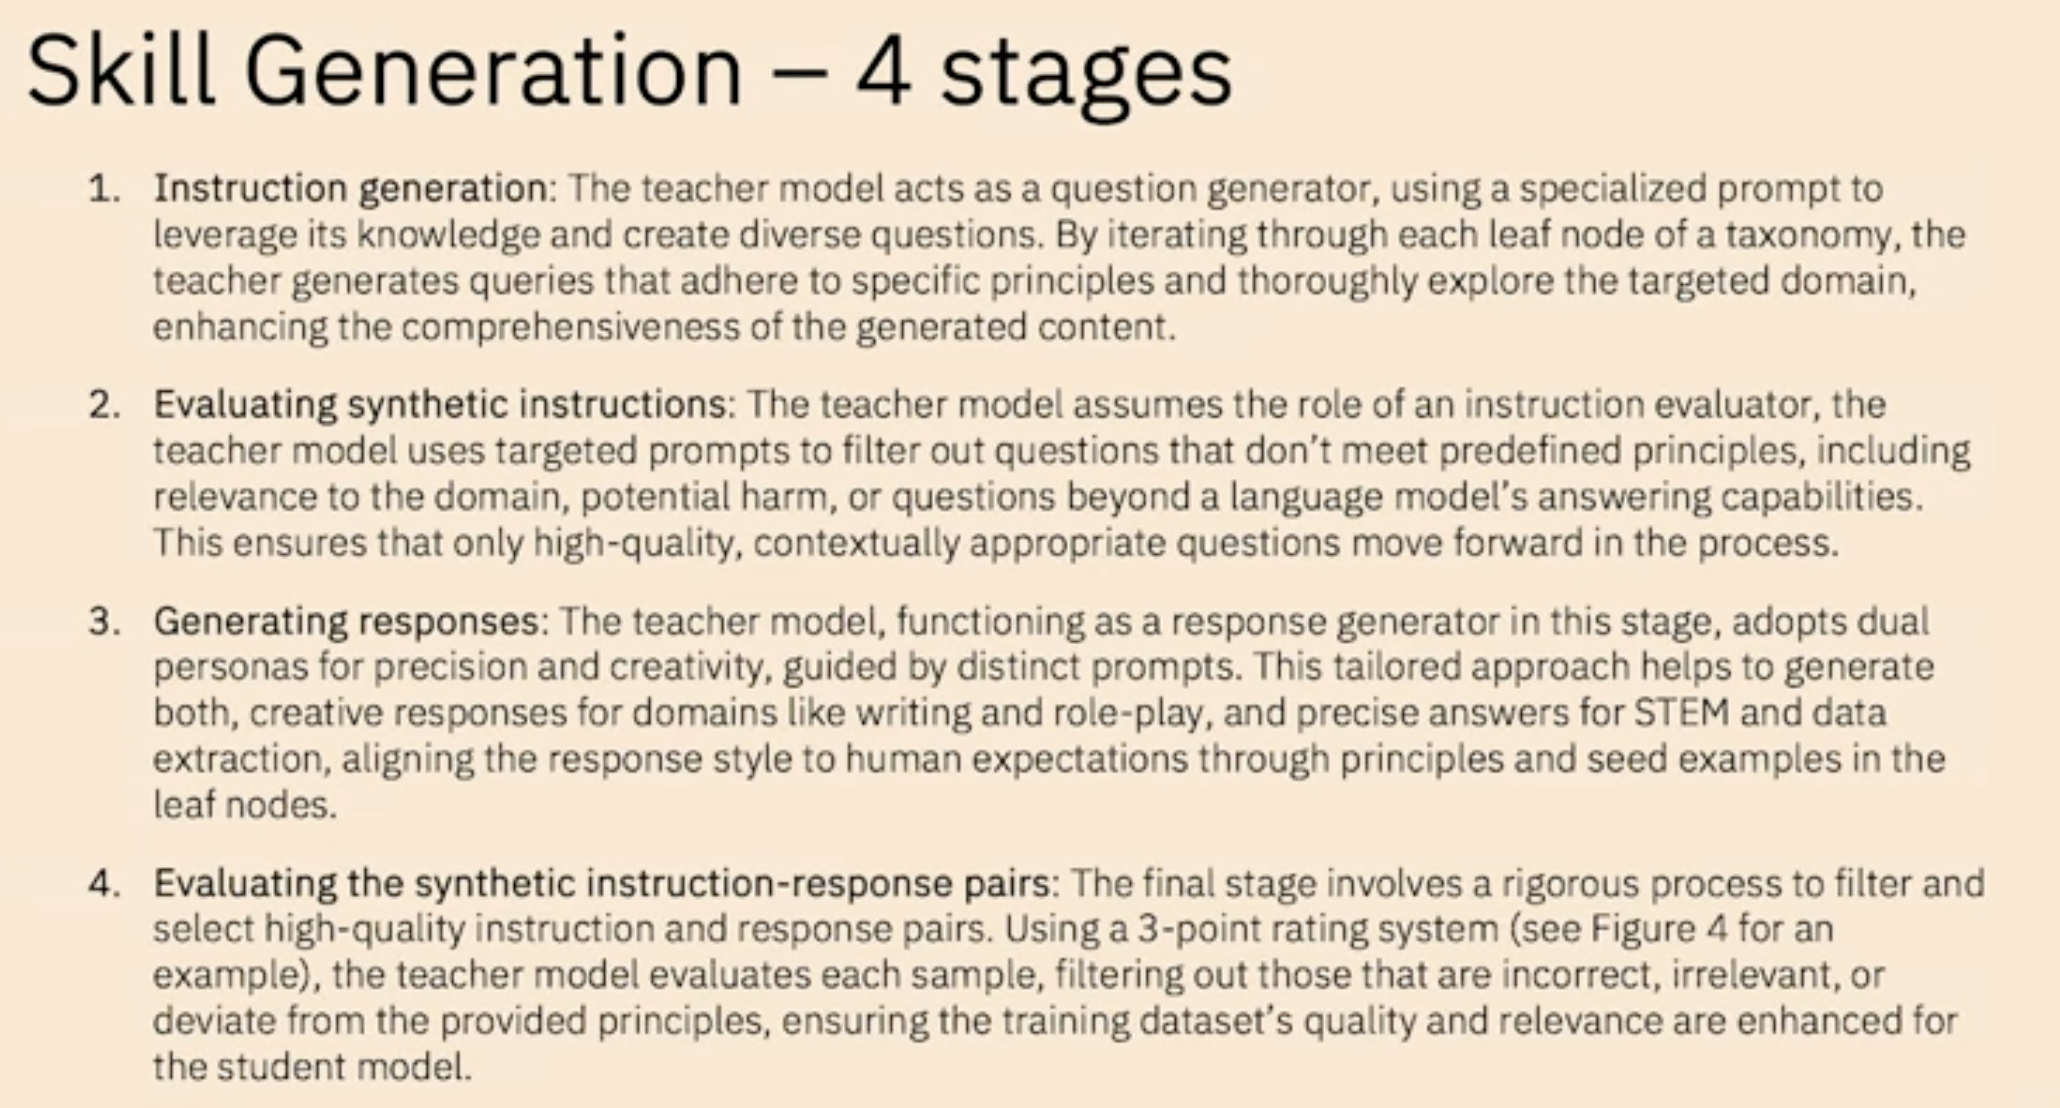 Skill Generation – 4 stages
1. Instruction generation: The teacher model acts as a question generator, using a specialized prompt to
leverage its knowledge and create diverse questions. By iterating through each leaf node of a taxonomy, the
teacher generates queries that adhere to specific principles and thoroughly explore the targeted domain,
enhancing the comprehensiveness of the generated content.
2. Evaluating synthetic instructions: The teacher model assumes the role of an instruction evaluator, the
teacher model uses targeted prompts to filter out questions that don’t meet predefined principles, including
relevance to the domain, potential harm, or questions beyond a language model’s answering capabilities.
This ensures that only high-quality, contextually appropriate questions move forward in the process.
3. Generating responses: The teacher model, functioning as a response generator in this stage, adopts dual
personas for precision and creativity, guided by distinct prompts. This tailored approach helps to generate
both, creative responses for domains like writing and role-play, and precise answers for STEM and data
extraction, aligning the response style to human expectations through principles and seed examples in the
leaf nodes.
4. Evaluating the synthetic instruction-response pairs: The final stage involves a rigorous process to filter and
select high-quality instruction and response pairs. Using a 3-point rating system (see Figure 4 for an
example), the teacher model evaluates each sample, filtering out those that are incorrect, irrelevant, or
deviate from the provided principles, ensuring the training dataset’s quality and relevance are enhanced for
the student model.